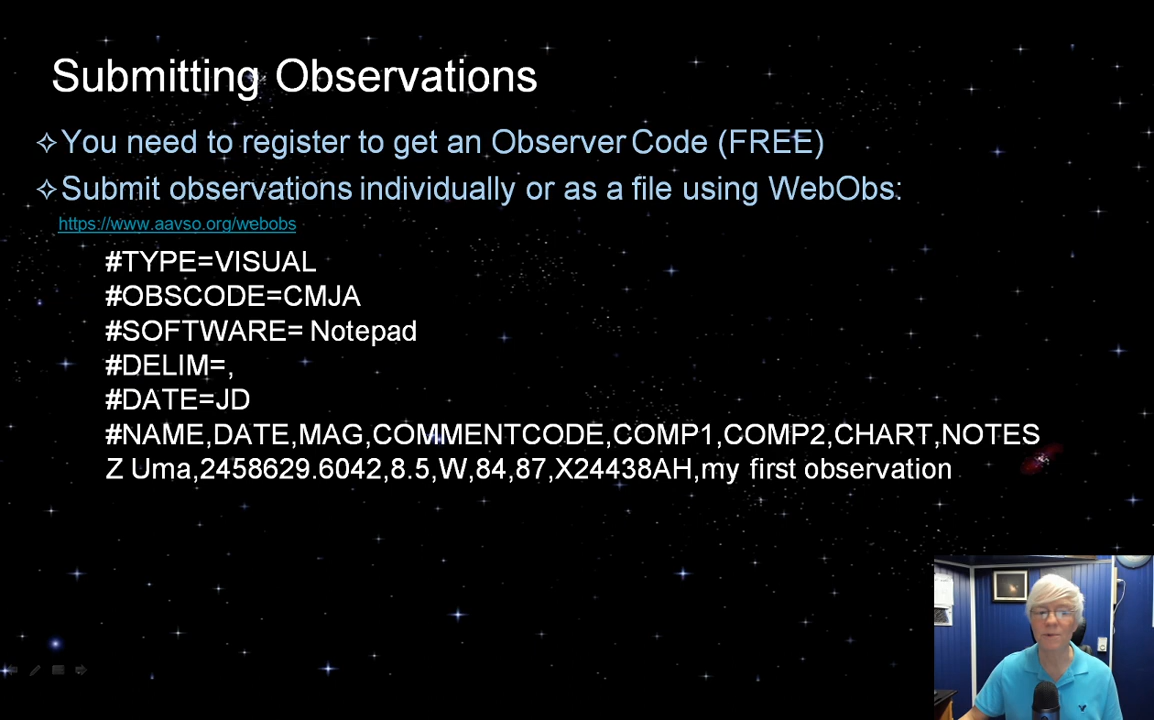 Submitting Observations
✧You need to register to get an Observer Code (FREE)
✧Submit observations individually or as a file using WebObs:
https://www.aavso.org/webobs
#TYPE=VISUAL
#OBSCODE=CMJA
#SOFTWARE= Notepad
#DELIM=,
#DATE=JD
#NAME,DATE,MAG,COMMENTCODE,COMP1,COMP2,CHART,NOTES
Z Uma,2458629.6042,8.5,W,84,87,X24438AH,my first observation